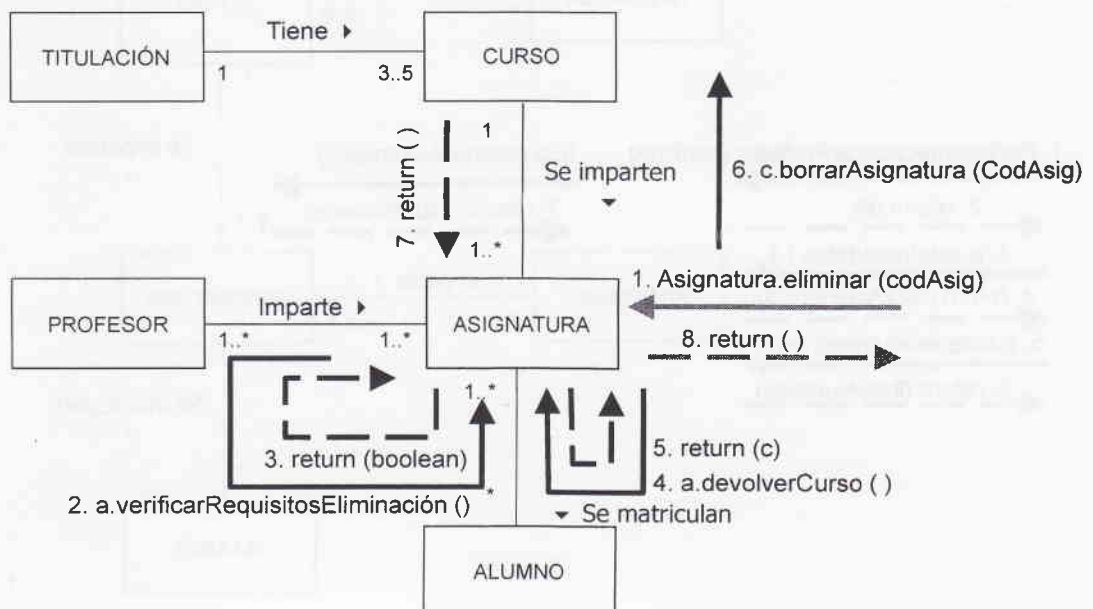 Tiene ▸
TITULACIÓN
CURSO
1
3..5
1
7. return ( )
Se imparten
6. c.borrarAsignatura (CodAsig)
1..*
1. Asignatura.eliminar (codAsig)
PROFESOR
Imparte ▸
ASIGNATURA
1..*
1..*
8. return ( )
1..*
3. return (boolean)
5. return (c)
4. a.devolverCurso ( )
2. a.verificarRequisitosEliminación ()
*
Se matriculan
ALUMNO